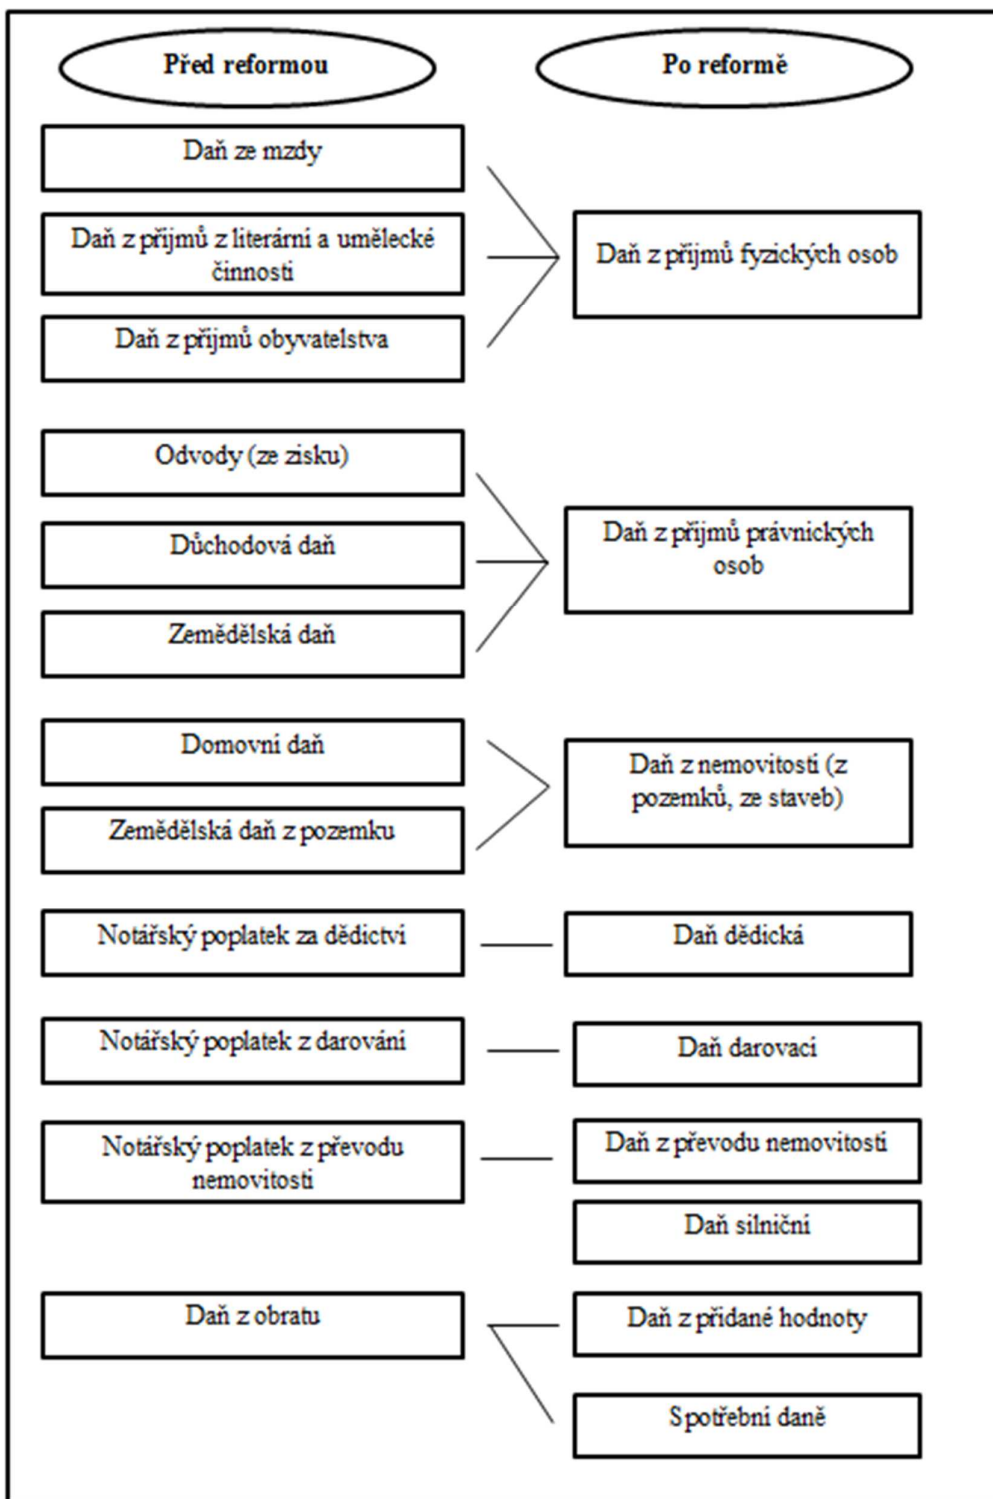 Před reformou
Po reformě
Daň ze mzdy
Daň z příjmů z literární a umělecké
činnosti
Daň z příjmů obyvatelstva
Daň z příjmů fyzických osob
Odvody (ze zisku)
Důchodová daň
Zemědělská daň
Daň z příjmů právnických
osob
Domovní daň
Zemědělská daň z pozemku
Daň z nemovitosti (z
pozemků, ze staveb)
Notářský poplatek za dědictví
Daň dědická
Notářský poplatek z darování
Daň darovací
Notářský poplatek z převodu
nemovitosti
Daň z převodu nemovitosti
Daň silniční
Daň z obratu
Daň z přidané hodnoty
Spotřební daně